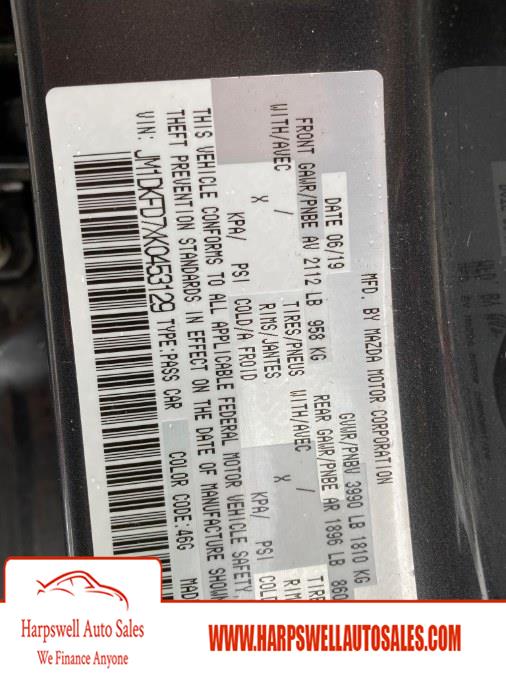 MFD. BY MAZDA MOTOR CORPORATION
DATE 06/19 GVWR/PNBV 3990 LB 1810 KG
FRONT GAWR/PNBE AV 2112 LB 958 KG REAR GAWR/PNBE AR 1896 LB 860
WITH/AVEC / TIRES/PNEUS WITH/AVEC / TIRE
X RIMS/JANTES X RIM
KPA/ PSI COLD/A FROID KPA/ PSI COL
THIS VEHICLE CONFORMS TO ALL APPLICABLE FEDERAL MOTOR VEHICLE SAFETY,
THEFT PREVENTION STANDARDS IN EFFECT ON THE DATE OF MANUFACTURE SHOWN
VIN: JM1DKFD7XK0453129 TYPE:PASS CAR COLOR CODE:46G MAD
Harpswell Auto Sales
We Finance Anyone
WWW.HARPSWELLAUTOSALES.COM